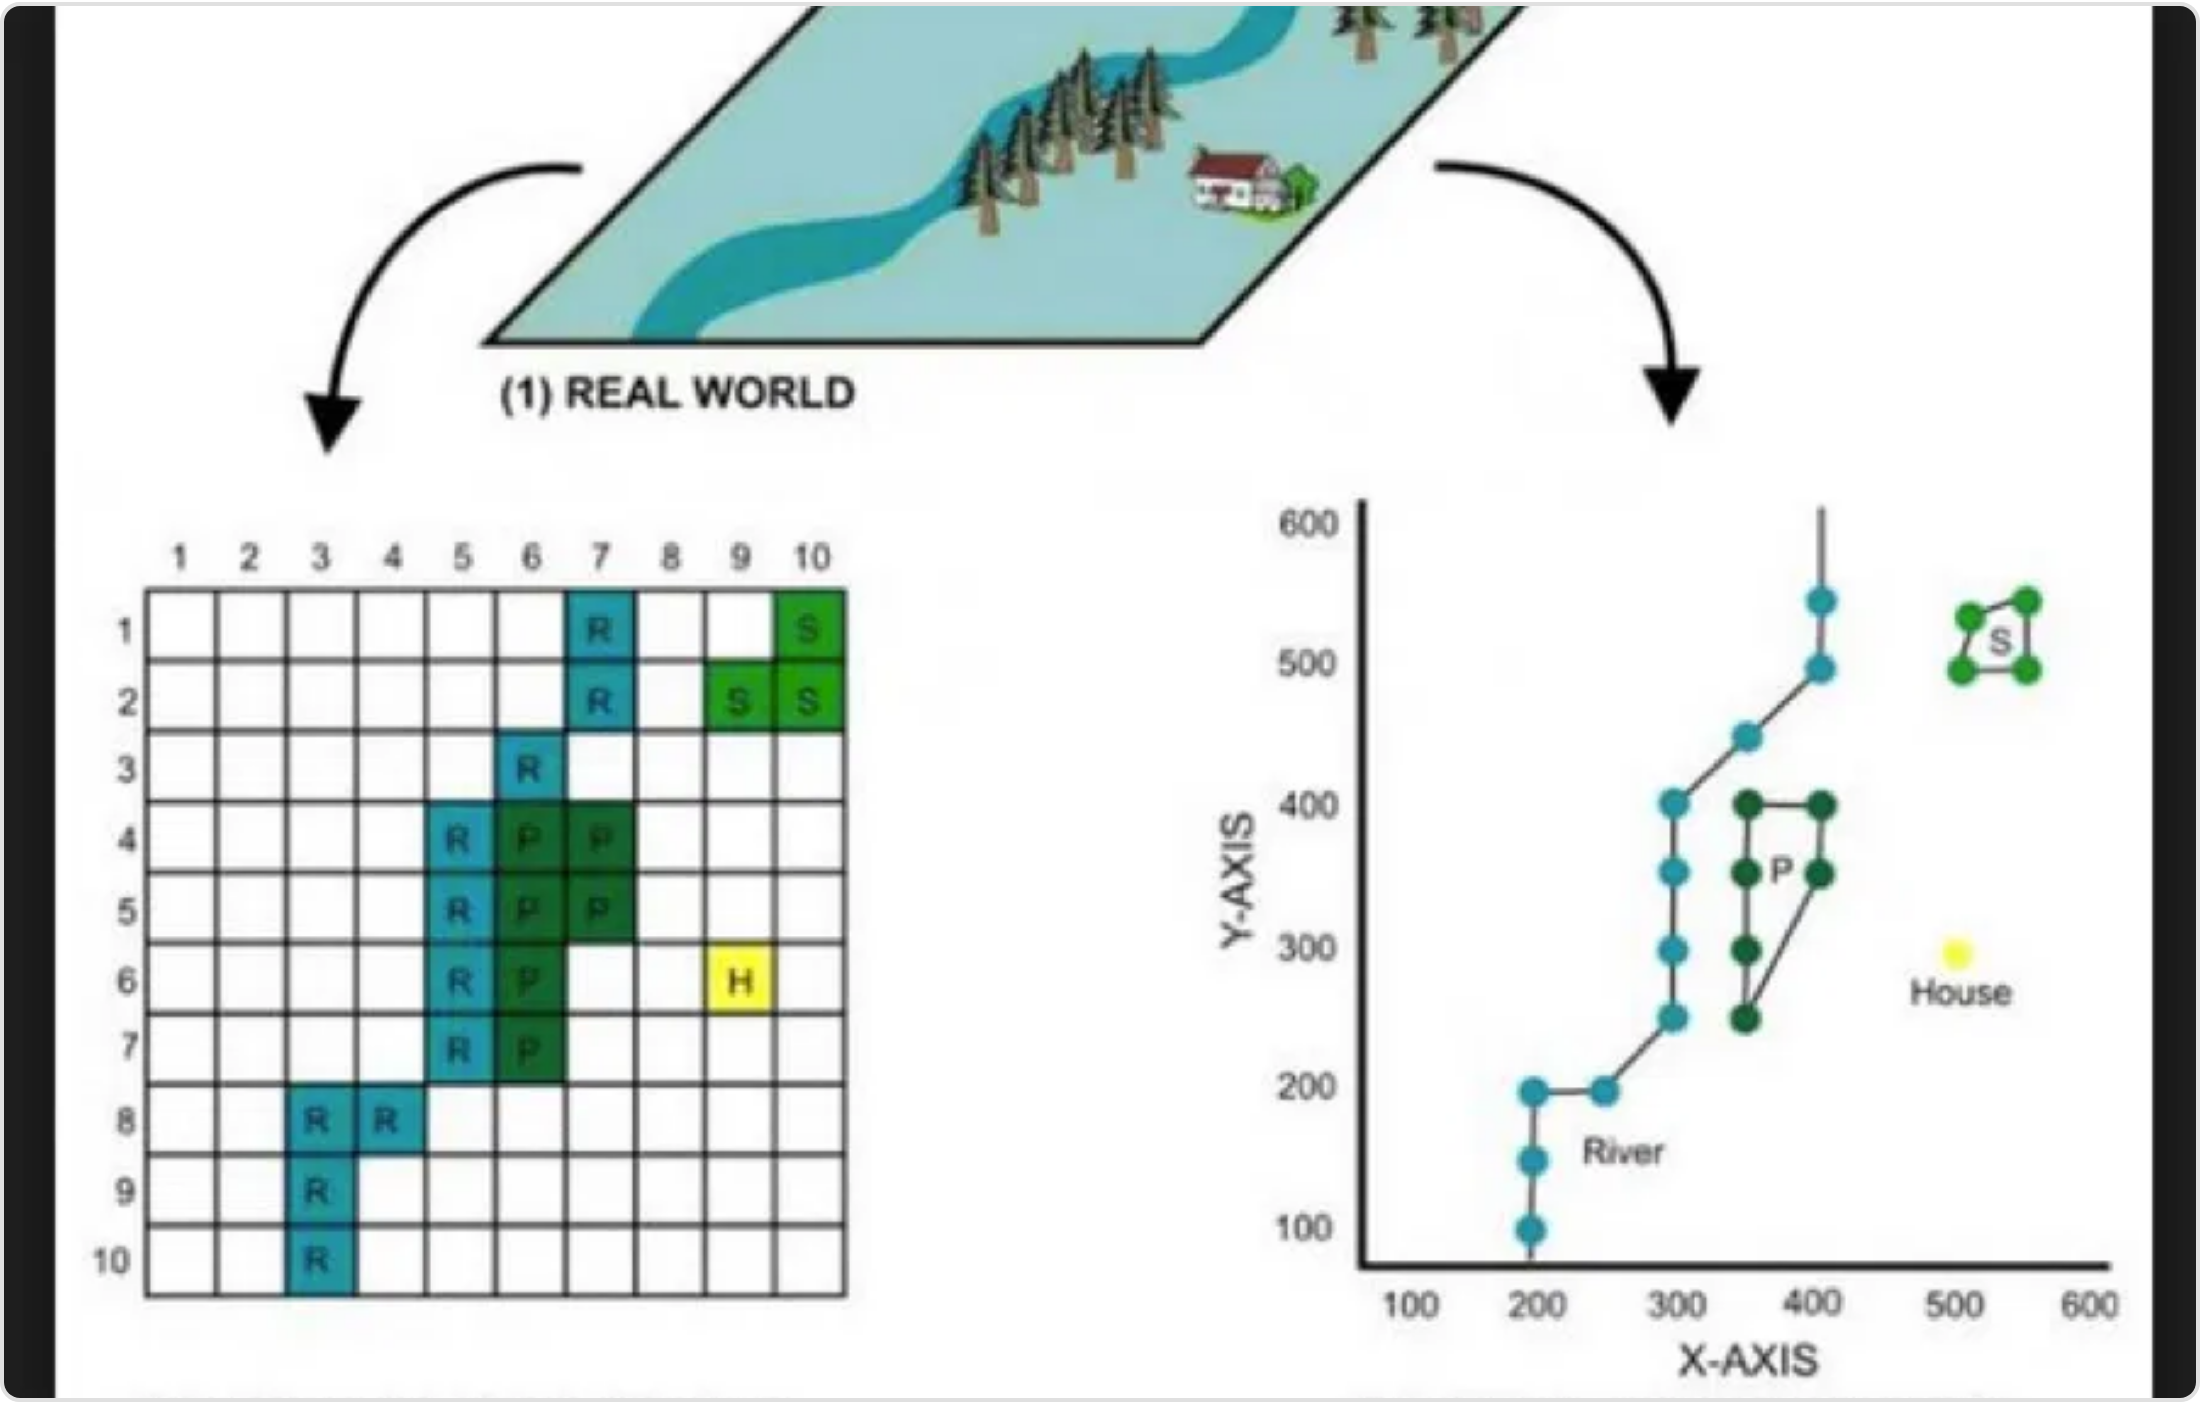 (1) REAL WORLD
1 2 3 4 5 6 7 8 9 10
1 R S
2 R S S
3 R
4 R P P
5 R P P
6 R P H
7 R P
8 R R
9 R
10 R
600
500
400
300
200
100
Y-AXIS
S
P
House
River
100 200 300 400 500 600
X-AXIS